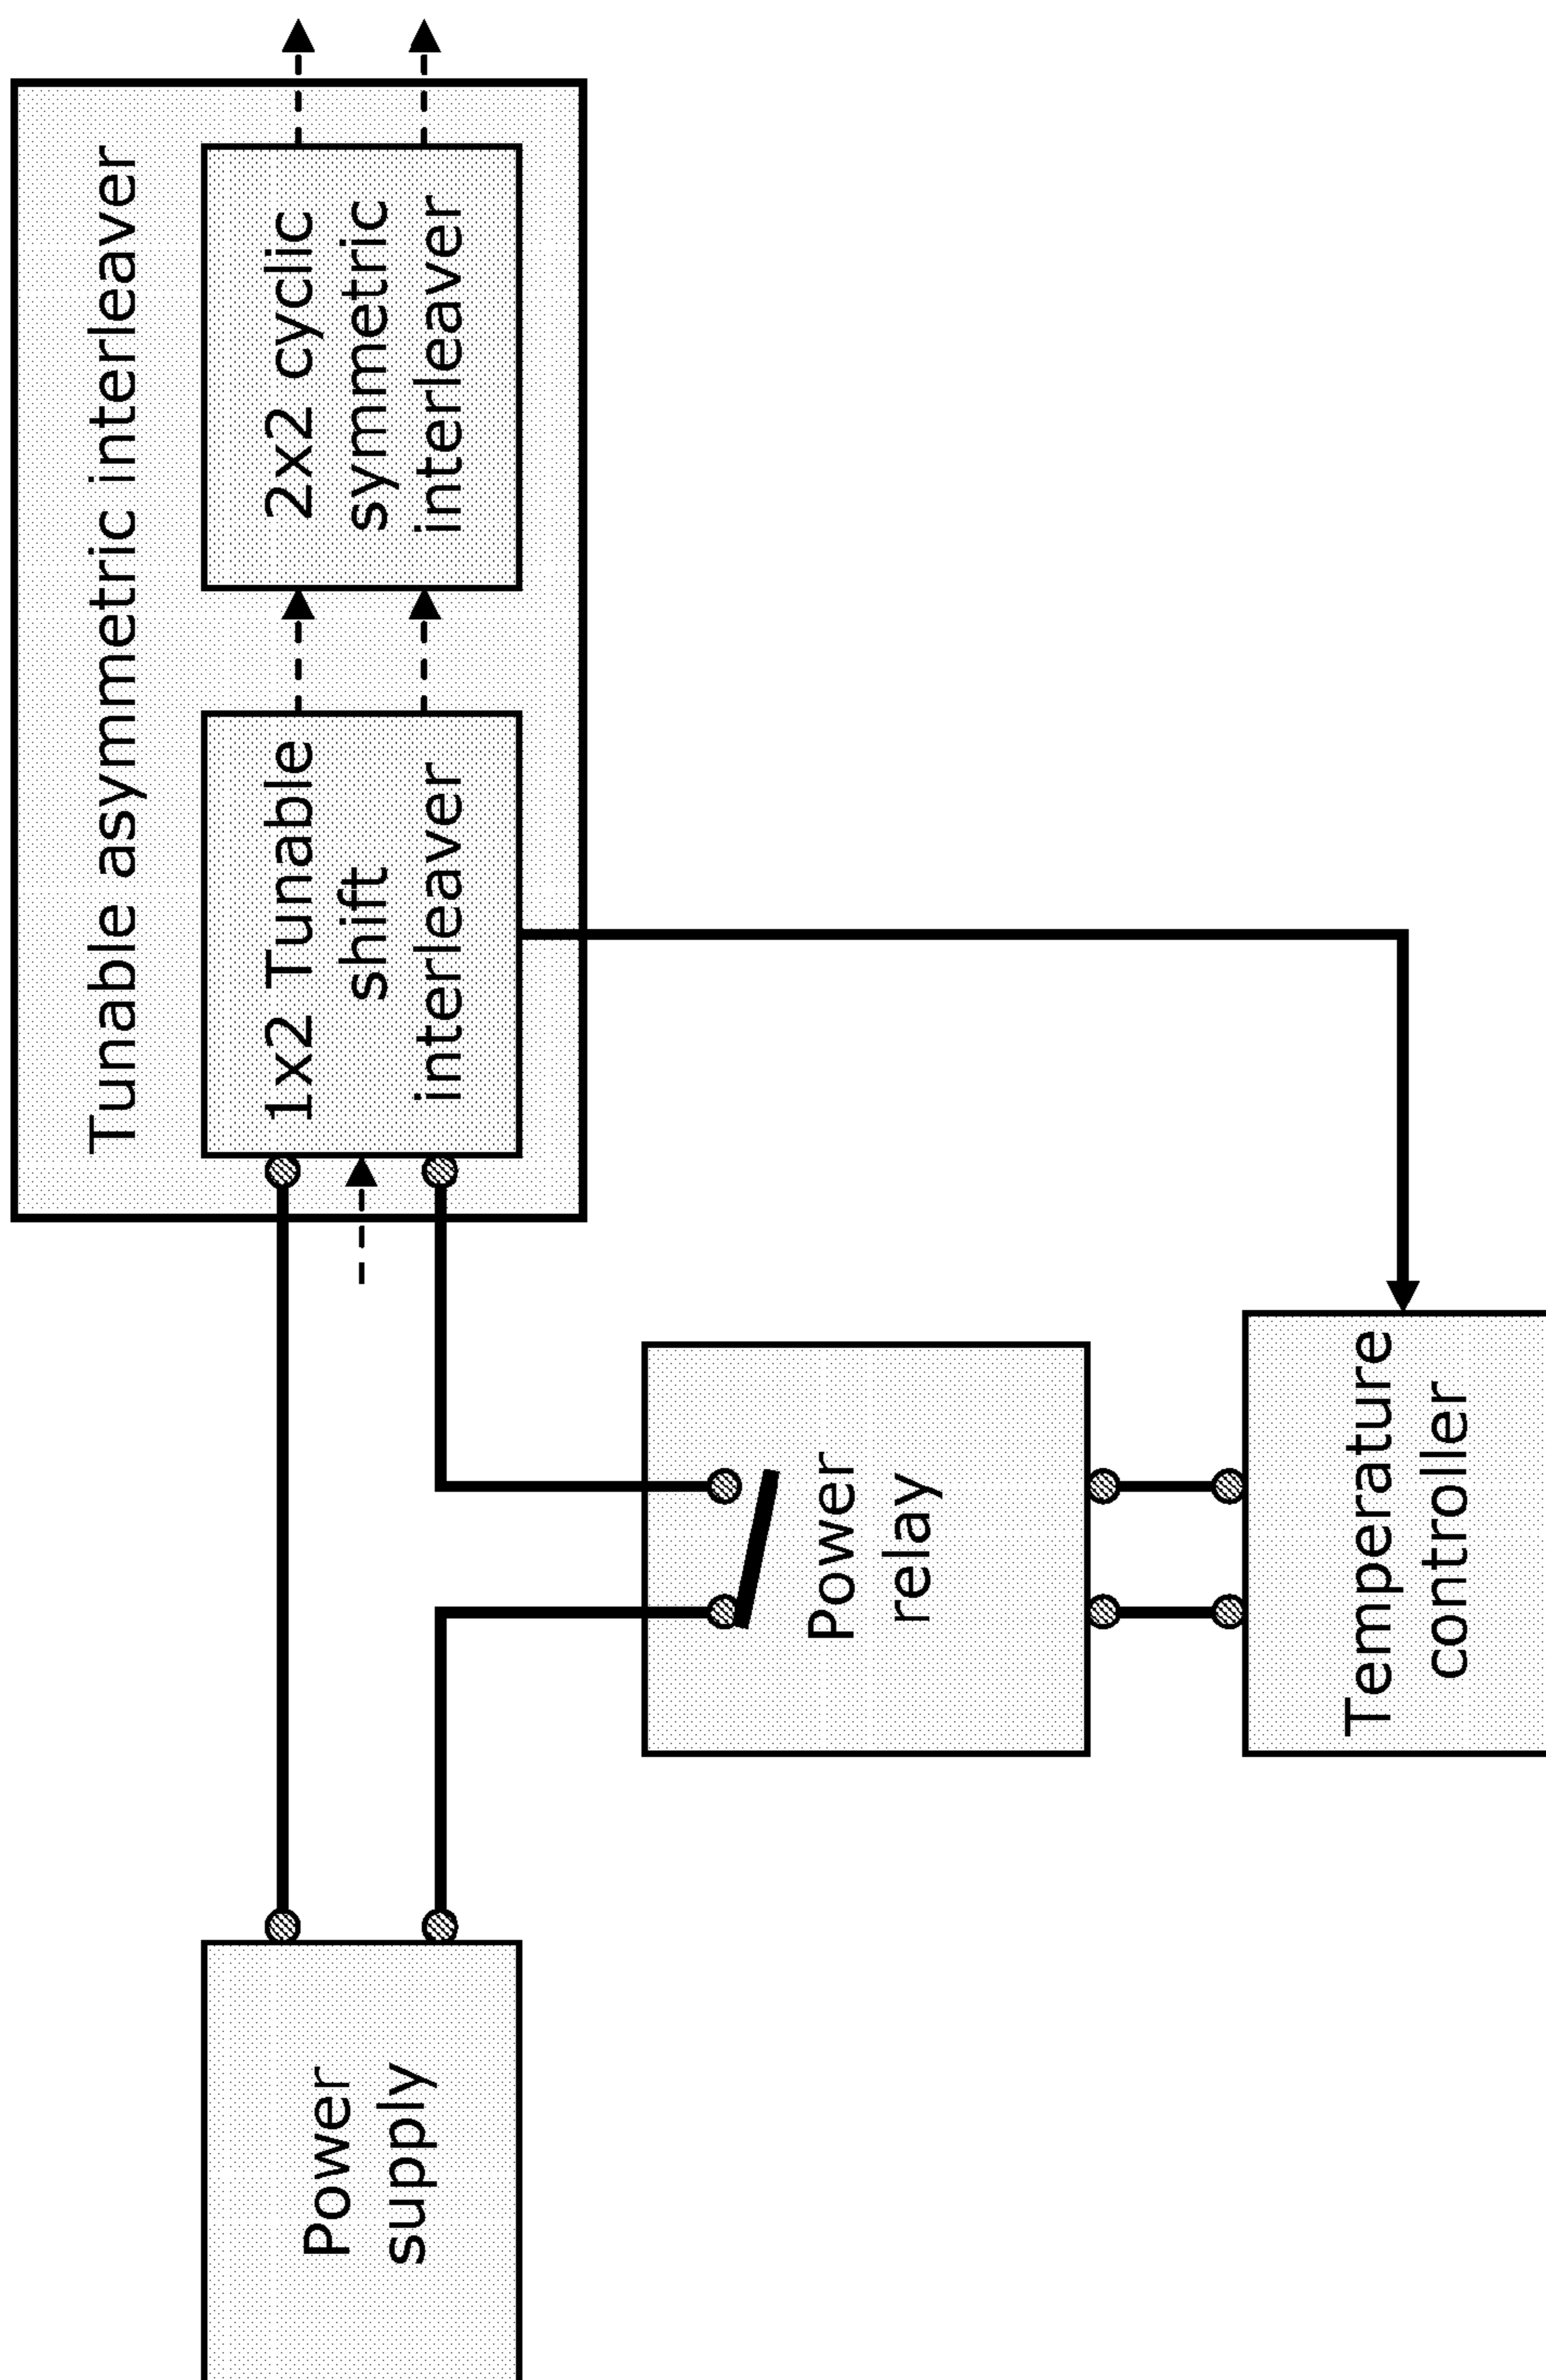 Tunable asymmetric interleaver
1x2 Tunable
shift
interleaver
2x2 cyclic
symmetric
interleaver
Power
supply
Power
relay
Temperature
controller